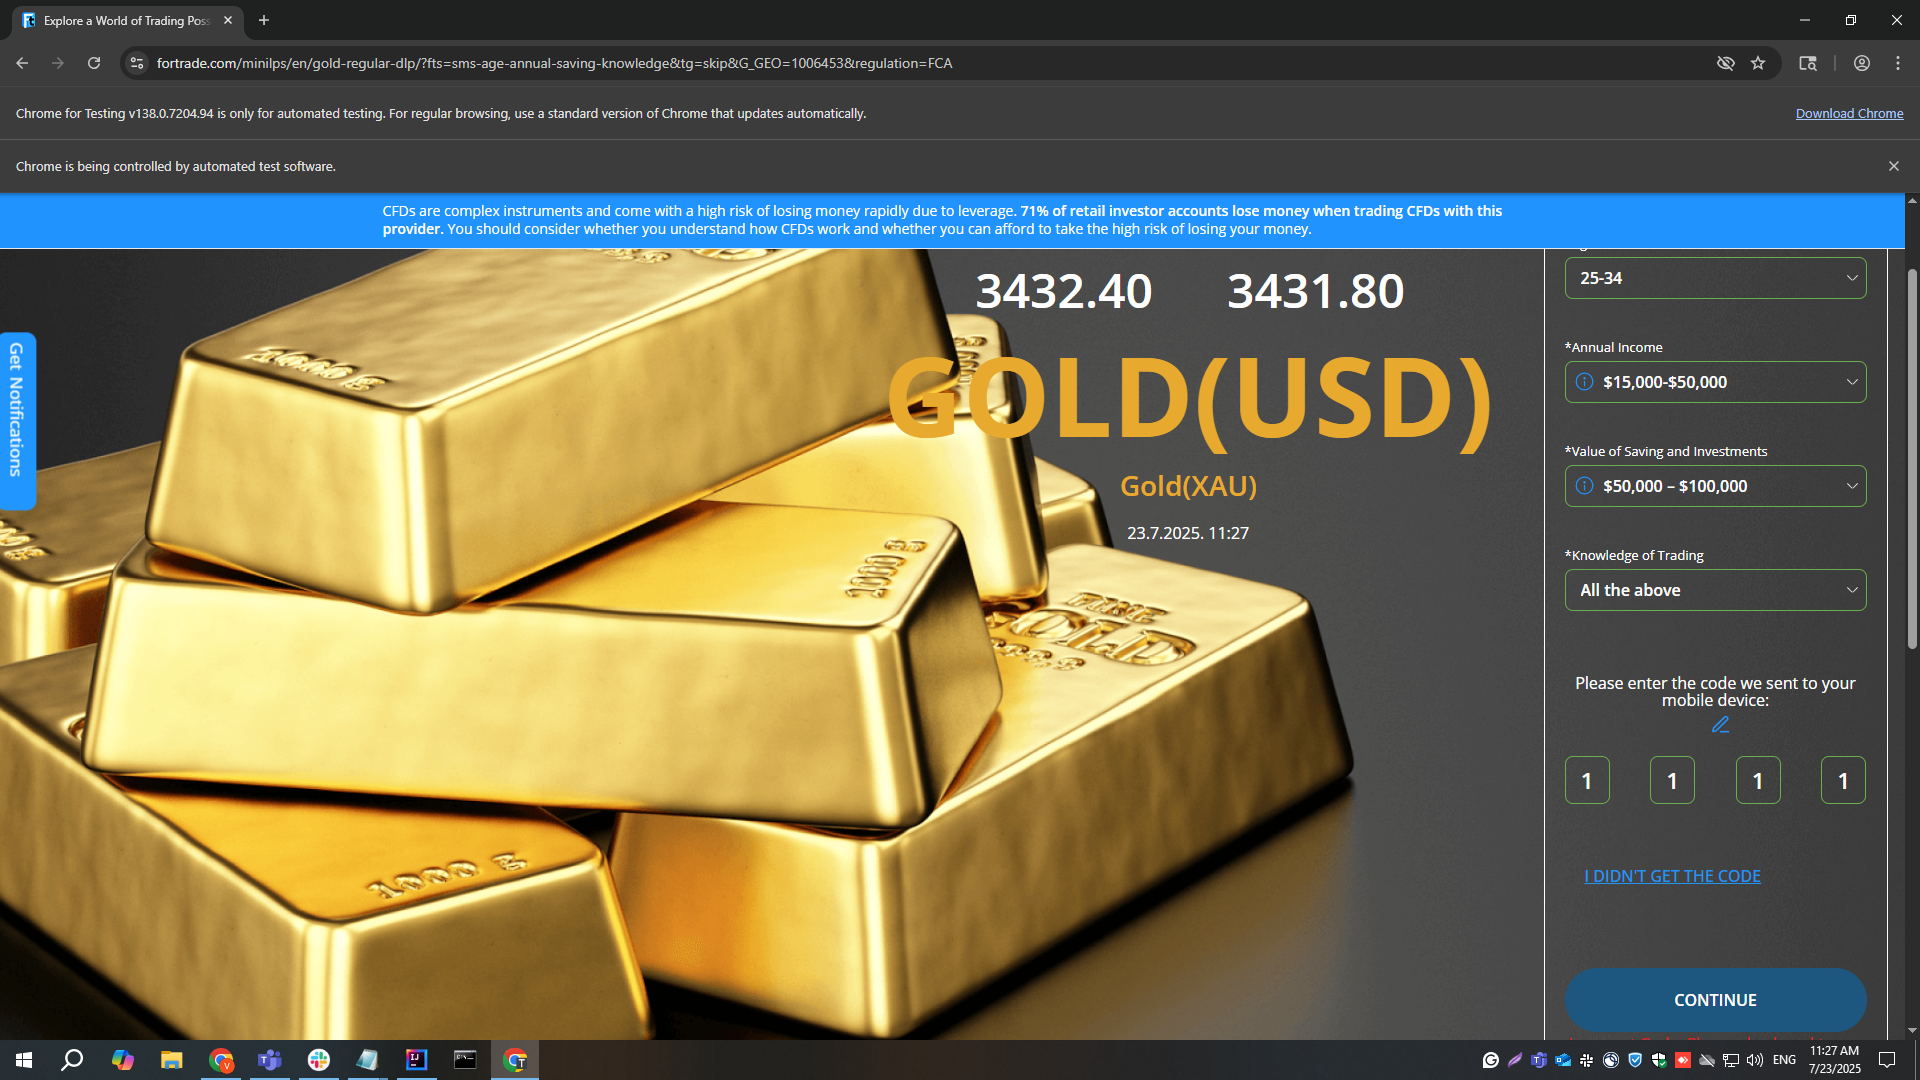 Explore a World of Trading Pos
fortrade.com/minilps/en/gold-regular-dlp/?fts=sms-age-annual-saving-knowledge&tg=skip&G_GEO=1006453&regulation=FCA
Chrome for Testing v138.0.7204.94 is only for automated testing. For regular browsing, use a standard version of Chrome that updates automatically.
Download Chrome
Chrome is being controlled by automated test software.
CFDs are complex instruments and come with a high risk of losing money rapidly due to leverage. 71% of retail investor accounts lose money when trading CFDs with this
provider. You should consider whether you understand how CFDs work and whether you can afford to take the high risk of losing your money.
Get Notifications
3432.40 3431.80
GOLD(USD)
Gold(XAU)
23.7.2025. 11:27
25-34
*Annual Income
$15,000-$50,000
*Value of Saving and Investments
$50,000 – $100,000
*Knowledge of Trading
All the above
Please enter the code we sent to your
mobile device:
1 1 1 1
I DIDN'T GET THE CODE
CONTINUE
1000 g
1000 g
FINE
GOLD
1000 g
ENG
11:27 AM
7/23/2025